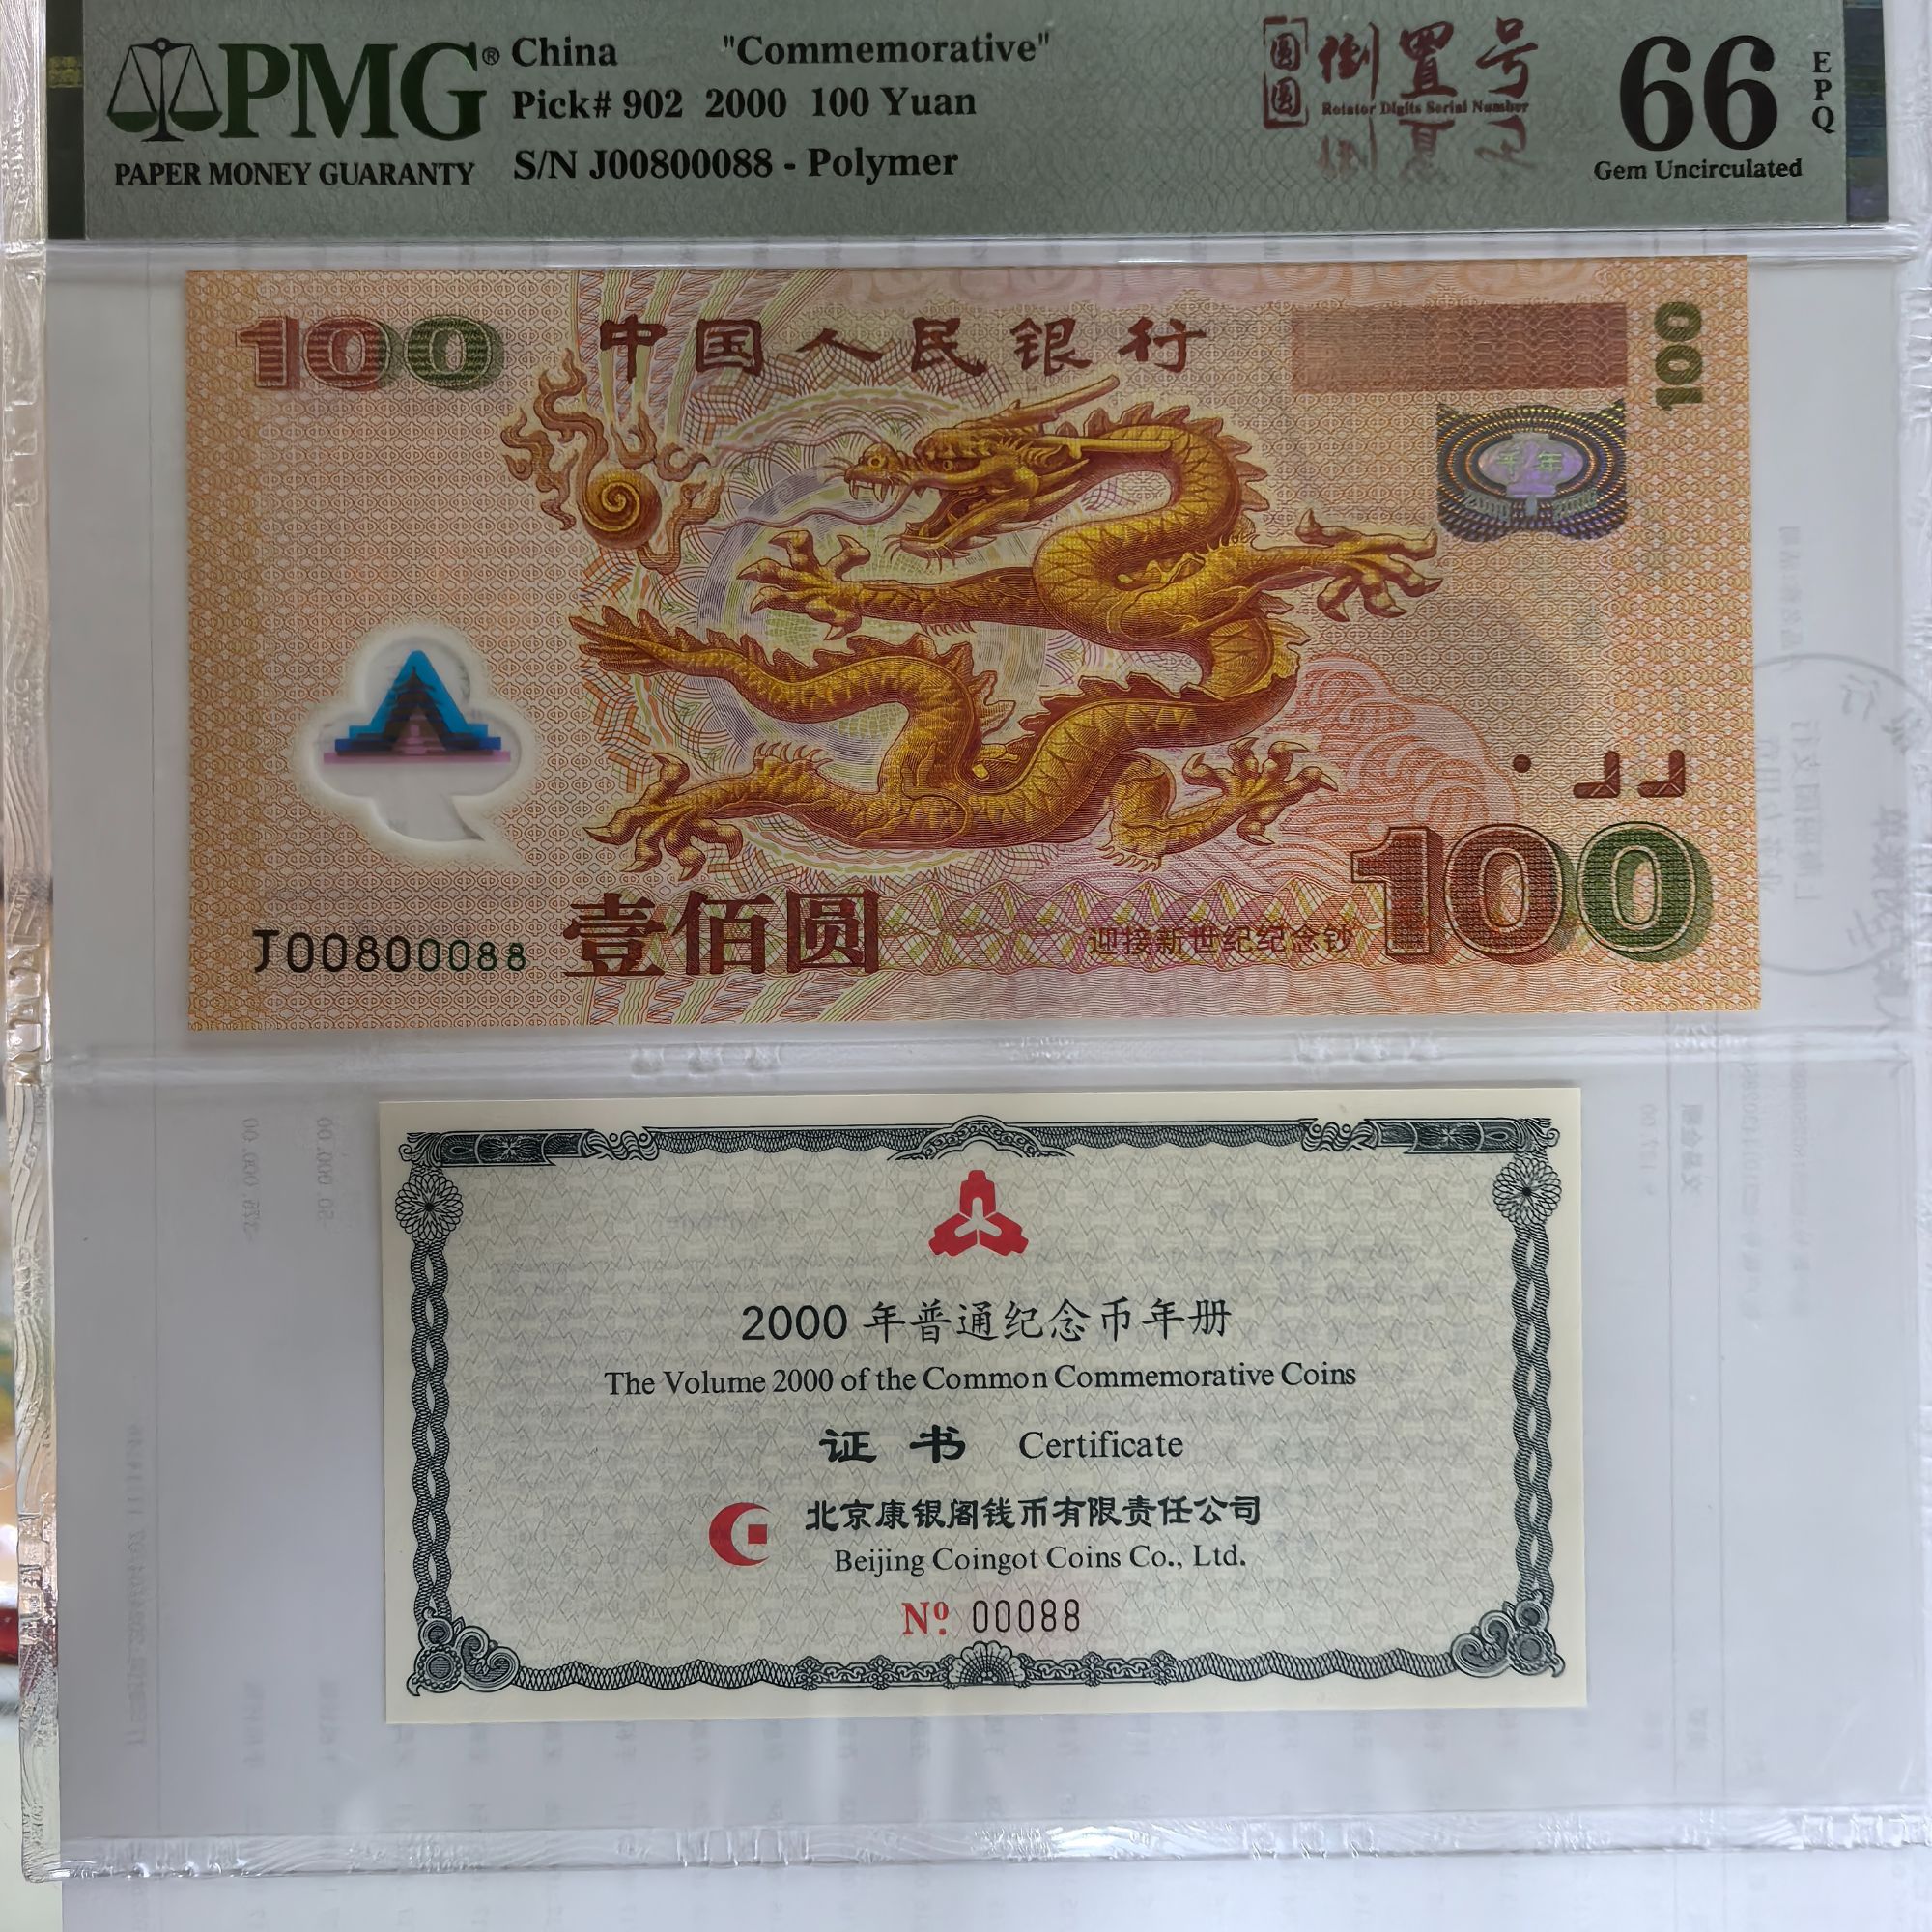 PMG® China "Commemorative"
PAPER MONEY GUARANTY
Pick# 902 2000 100 Yuan
S/N J00800088 - Polymer
圆圆 倒置号
Rotator Digits Serial Number
66 EPQ
Gem Uncirculated
100 中国人民银行 100
千年
J00800088 壹佰圆 迎接新世纪纪念钞 100
2000 年普通纪念币年册
The Volume 2000 of the Common Commemorative Coins
证书 Certificate
北京康银阁钱币有限责任公司
Beijing Coingot Coins Co., Ltd.
Nº. 00088